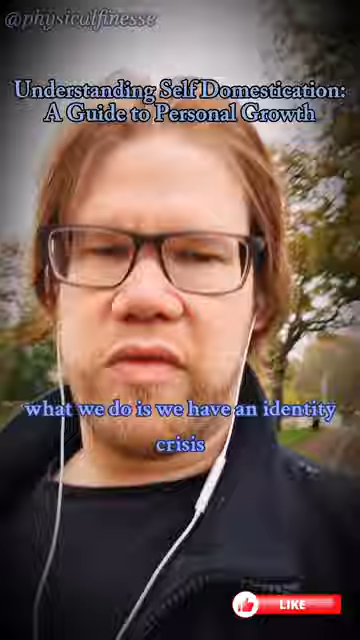 @physicalfinesse
Understanding Self Domestication:
A Guide to Personal Growth
what we do is we have an identity
crisis
LIKE